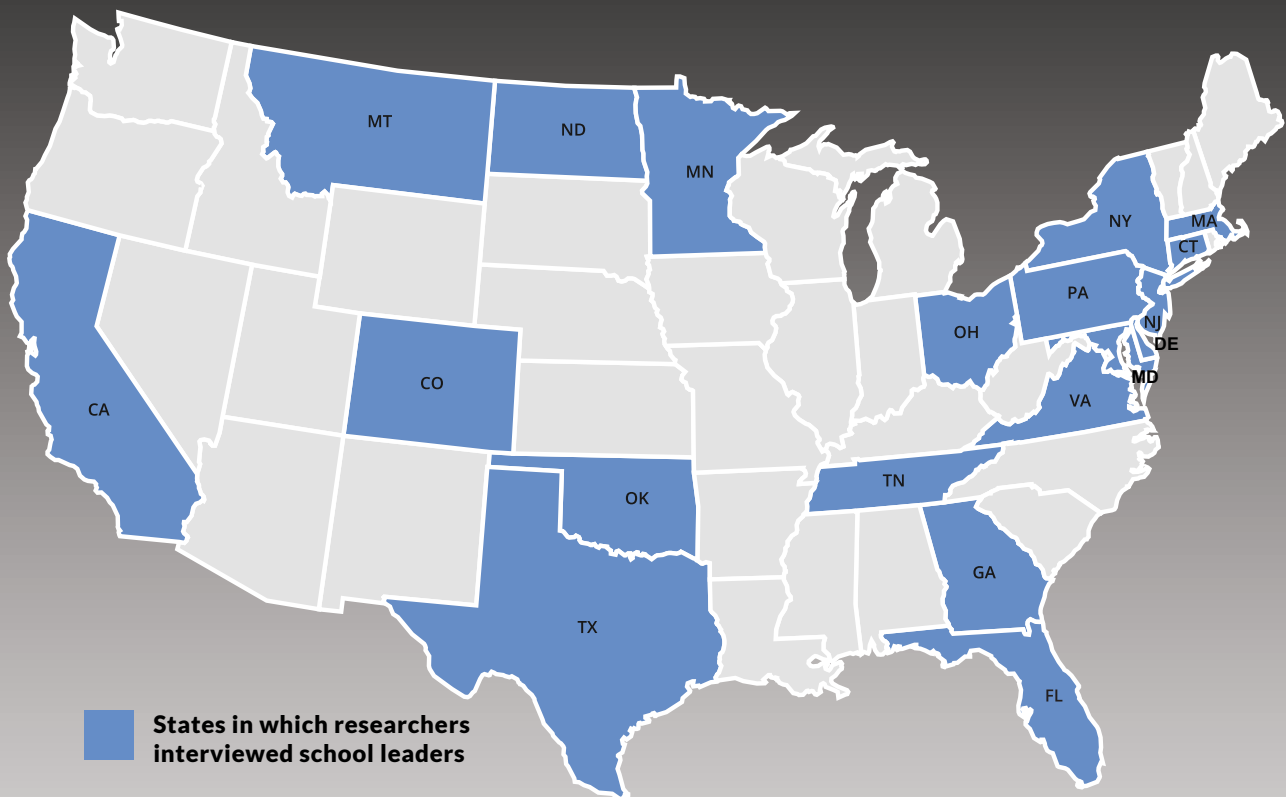 MT
ND
MN
NY
MA
CT
PA
NJ
OH
DE
MD
CO
VA
CA
TN
OK
GA
TX
FL
States in which researchers
interviewed school leaders